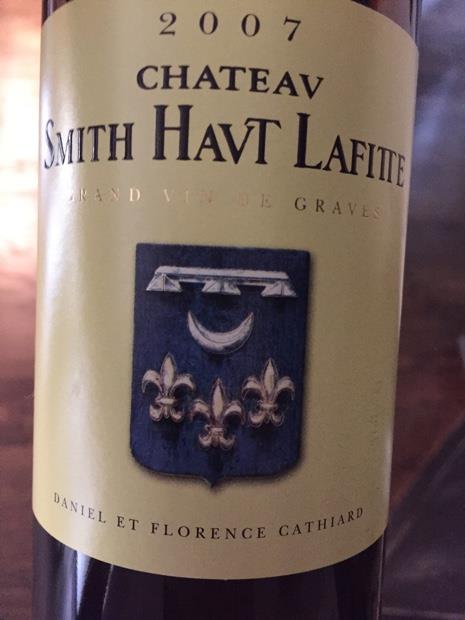 2007
CHATEAV
SMITH HAVT LAFITTE
GRAND VIN DE GRAVES
DANIEL ET FLORENCE CATHIARD